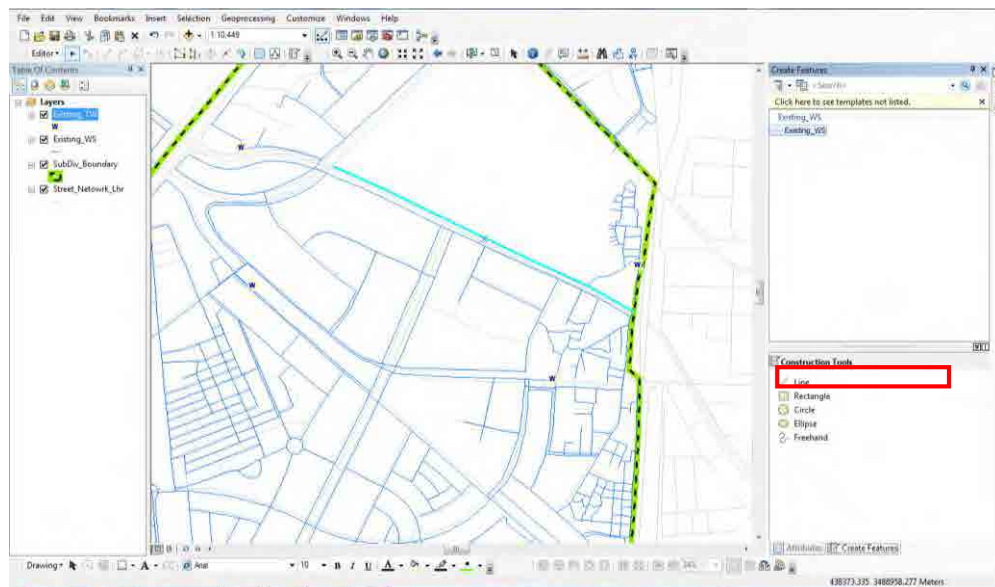 File Edit View Bookmarks Insert Selection Geoprocessing Customize Windows Help
1:10,449
Editor
Table Of Contents
Create Features
<Search>
Layers
Click here to see templates not listed.
Existing_TW
Existing_WS
W
Existing_WS
Existing_WS
SubDiv_Boundary
Street_Netowrk_Lhr
W
W
W
W
Construction Tools
Line
Rectangle
Circle
Ellipse
Freehand
Attributes Create Features
Drawing A Arial 10 B I U A
438373.335 3488958.277 Meters